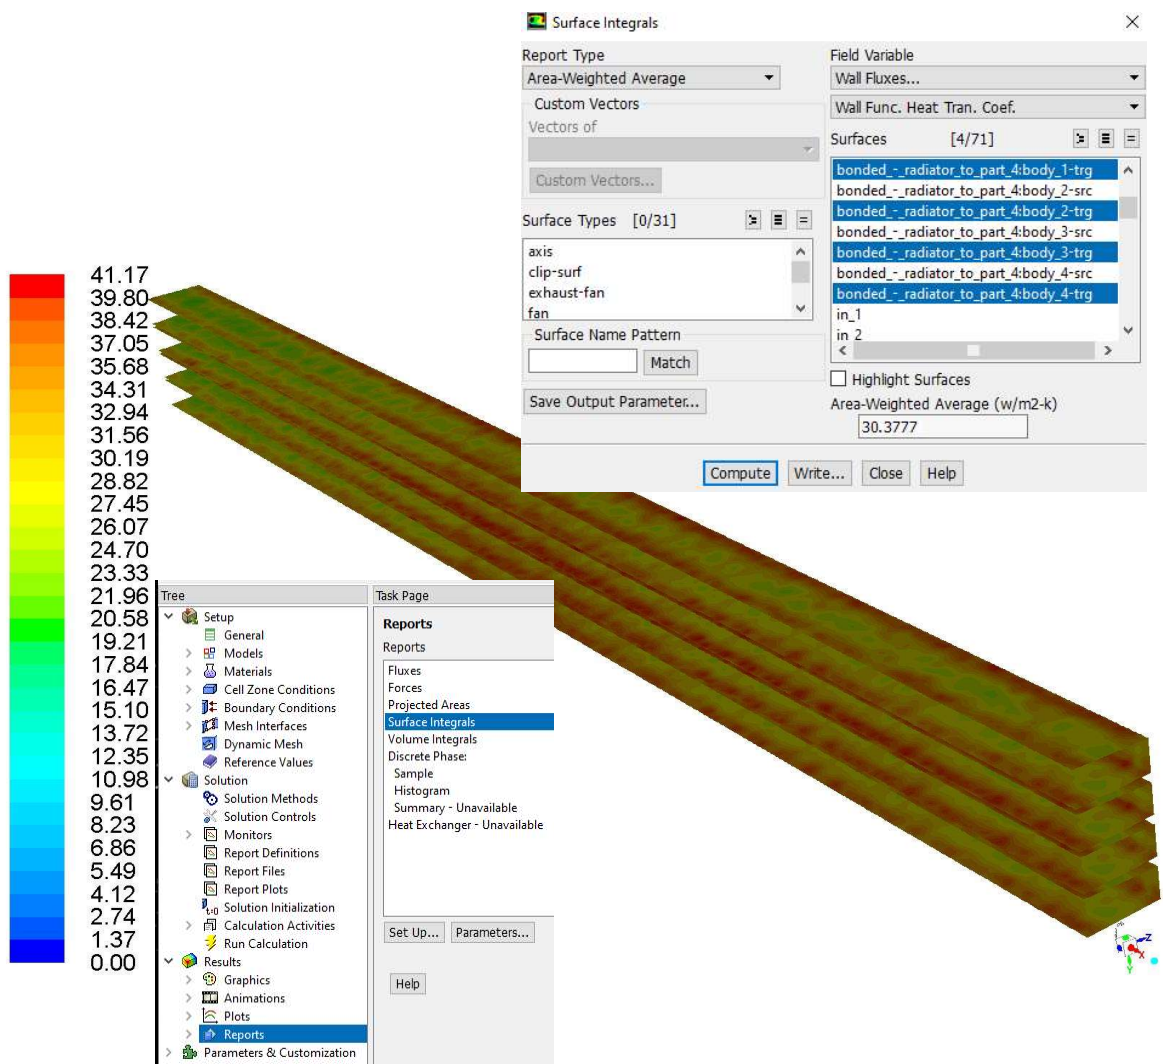 Surface Integrals
Report Type
Area-Weighted Average
Custom Vectors
Vectors of
Custom Vectors...
Surface Types [0/31]
axis
clip-surf
exhaust-fan
fan
Surface Name Pattern
Match
Save Output Parameter...
Field Variable
Wall Fluxes...
Wall Func. Heat Tran. Coef.
Surfaces [4/71]
bonded_-_radiator_to_part_4:body_1-trg
bonded_-_radiator_to_part_4:body_2-src
bonded_-_radiator_to_part_4:body_2-trg
bonded_-_radiator_to_part_4:body_3-src
bonded_-_radiator_to_part_4:body_3-trg
bonded_-_radiator_to_part_4:body_4-src
bonded_-_radiator_to_part_4:body_4-trg
in_1
in_2
Highlight Surfaces
Area-Weighted Average (w/m2-k)
30.3777
Compute Write... Close Help
41.17
39.80
38.42
37.05
35.68
34.31
32.94
31.56
30.19
28.82
27.45
26.07
24.70
23.33
21.96
20.58
19.21
17.84
16.47
15.10
13.72
12.35
10.98
9.61
8.23
6.86
5.49
4.12
2.74
1.37
0.00
Tree
Setup
General
Models
Materials
Cell Zone Conditions
Boundary Conditions
Mesh Interfaces
Dynamic Mesh
Reference Values
Solution
Solution Methods
Solution Controls
Monitors
Report Definitions
Report Files
Report Plots
t=0 Solution Initialization
Calculation Activities
Run Calculation
Results
Graphics
Animations
Plots
Reports
Parameters & Customization
Task Page
Reports
Reports
Fluxes
Forces
Projected Areas
Surface Integrals
Volume Integrals
Discrete Phase:
Sample
Histogram
Summary - Unavailable
Heat Exchanger - Unavailable
Set Up... Parameters...
Help
Z
X
Y